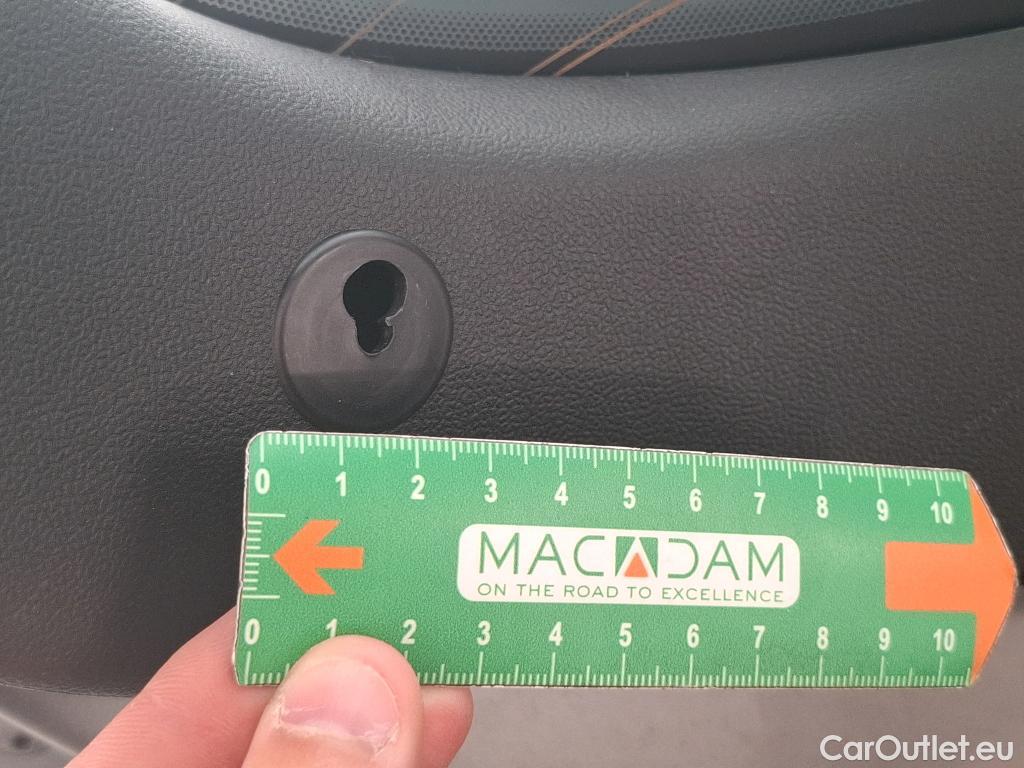 0 1 2 3 4 5 6 7 8 9 10
MACADAM
ON THE ROAD TO EXCELLENCE
0 1 2 3 4 5 6 7 8 9 10
CarOutlet.eu